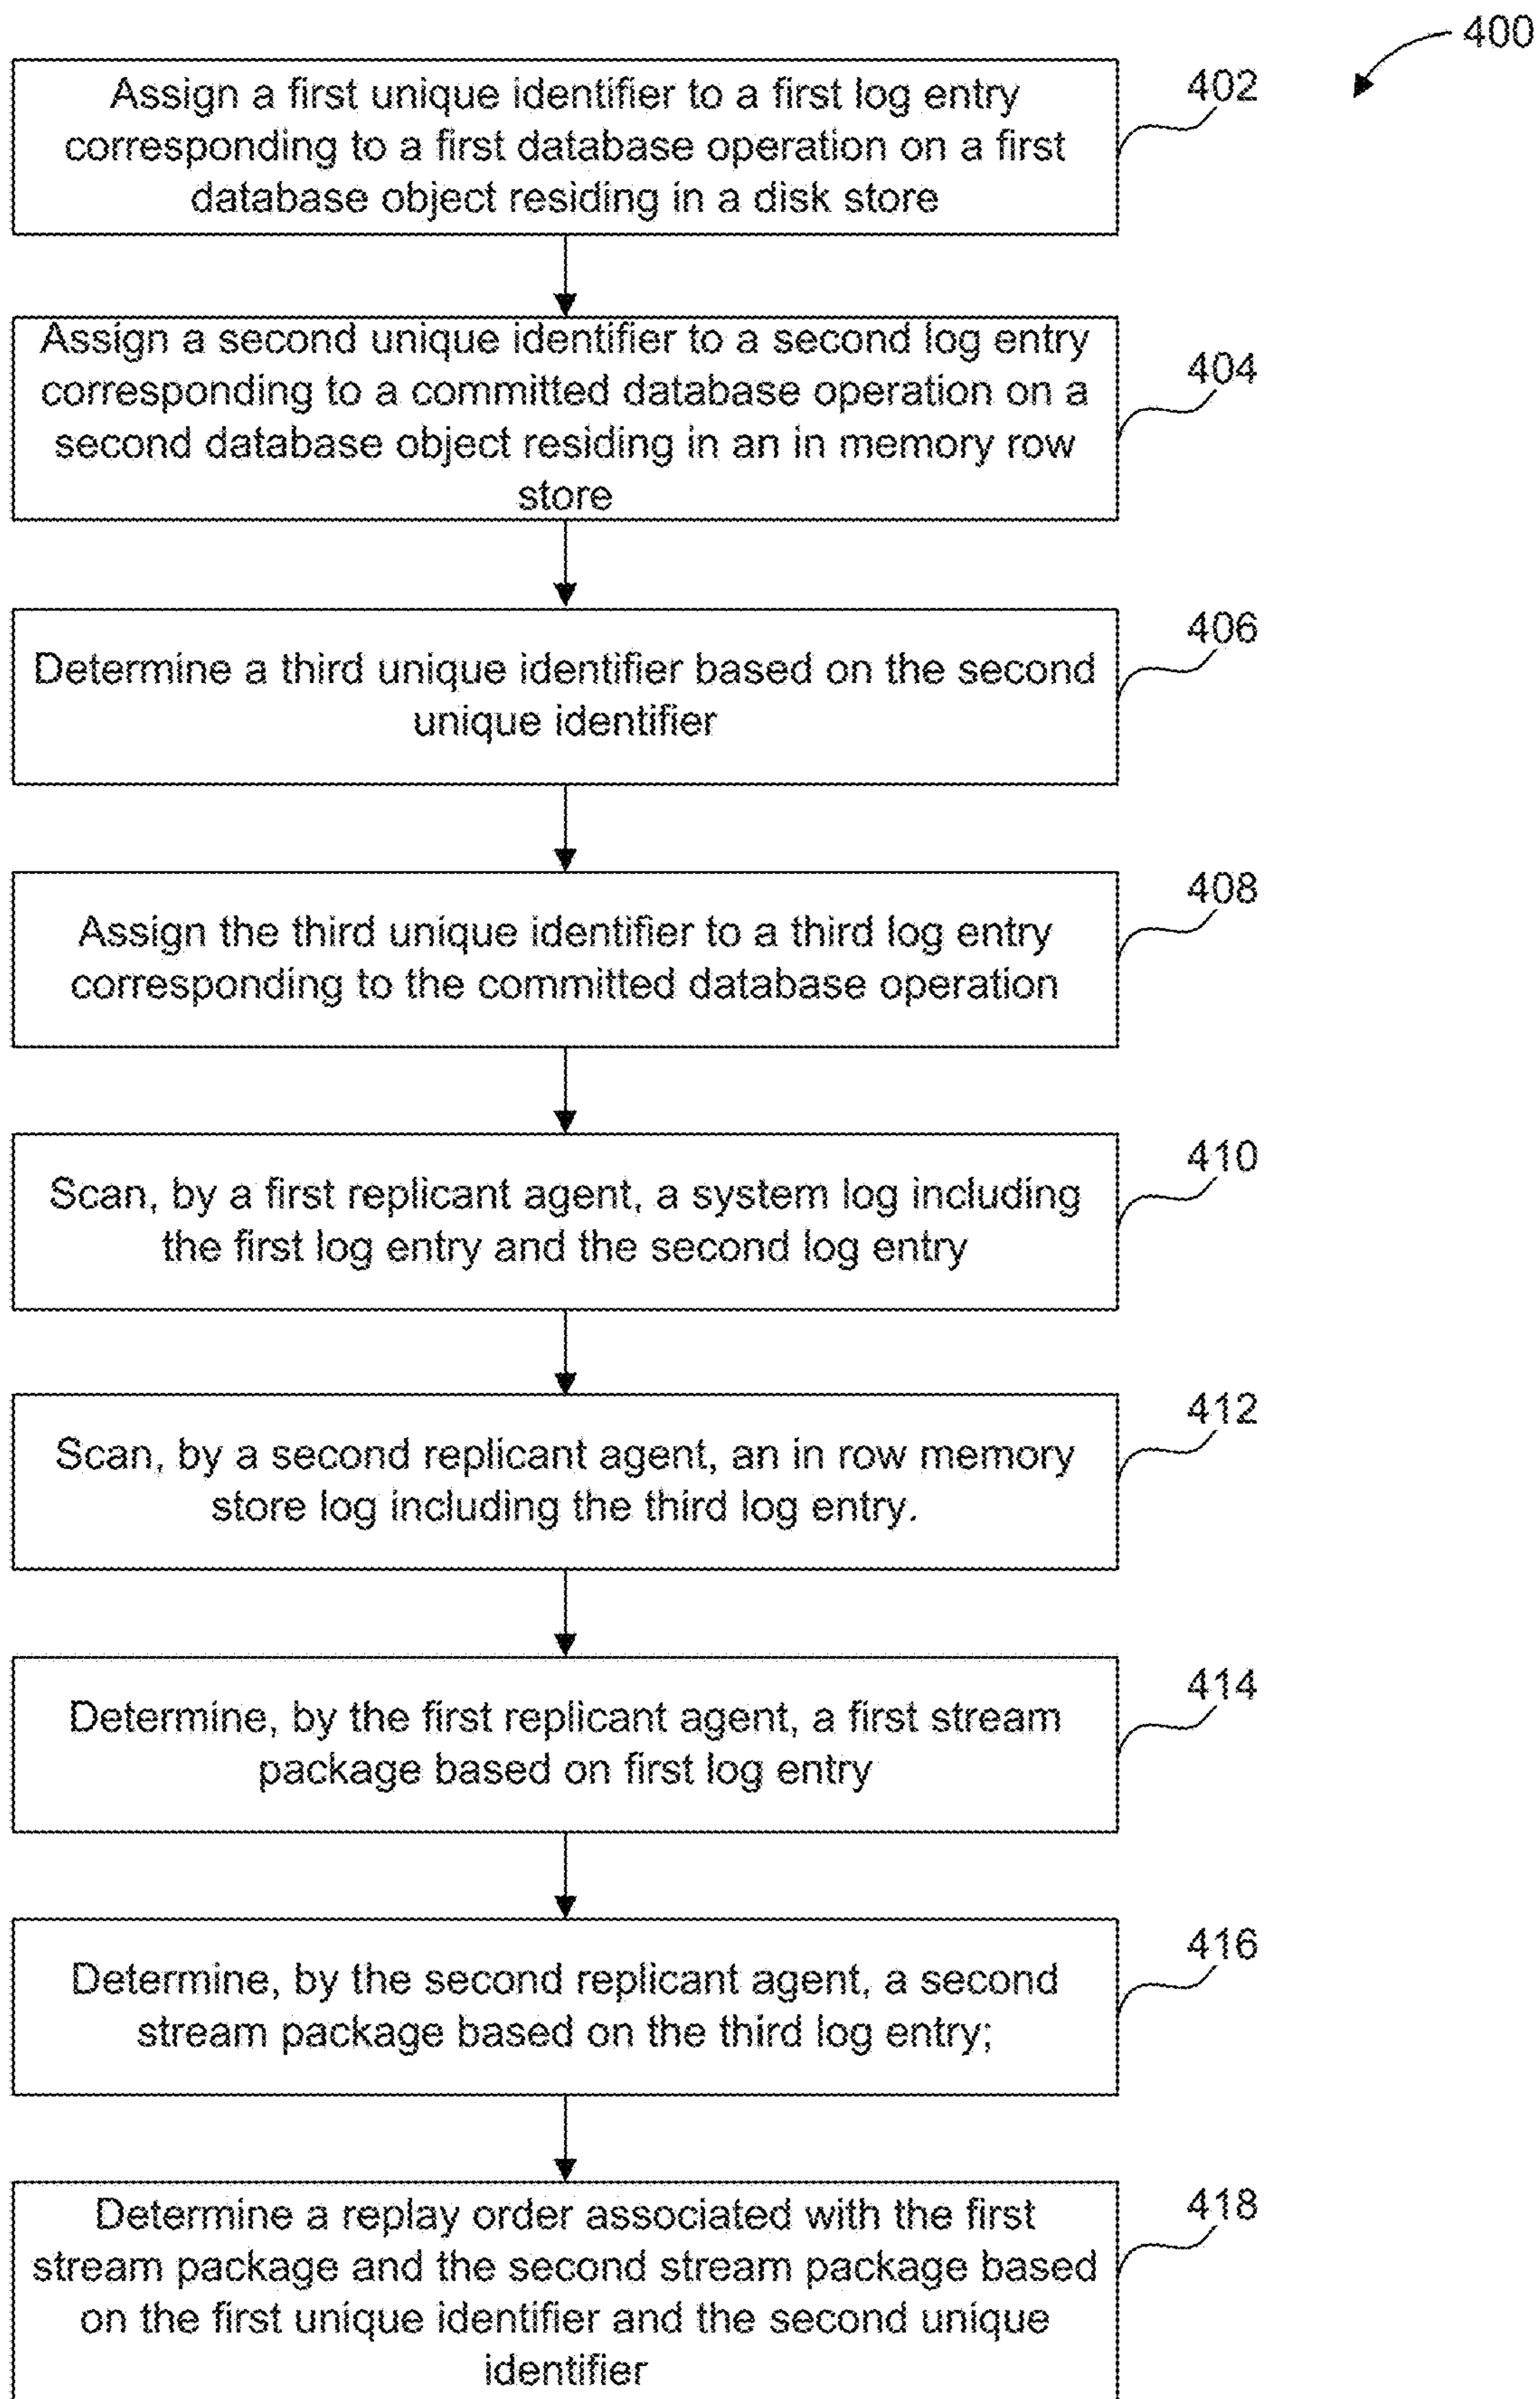 400
Assign a first unique identifier to a first log entry
corresponding to a first database operation on a first
database object residing in a disk store
402
Assign a second unique identifier to a second log entry
corresponding to a committed database operation on a
second database object residing in an in memory row
store
404
Determine a third unique identifier based on the second
unique identifier
406
Assign the third unique identifier to a third log entry
corresponding to the committed database operation
408
Scan, by a first replicant agent, a system log including
the first log entry and the second log entry
410
Scan, by a second replicant agent, an in row memory
store log including the third log entry.
412
Determine, by the first replicant agent, a first stream
package based on first log entry
414
Determine, by the second replicant agent, a second
stream package based on the third log entry;
416
Determine a replay order associated with the first
stream package and the second stream package based
on the first unique identifier and the second unique
identifier
418